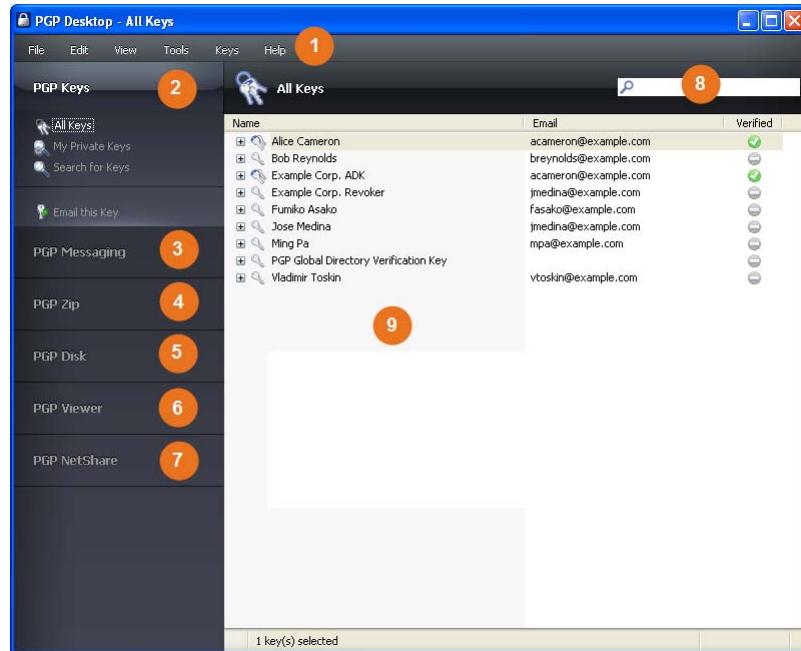 PGP Desktop - All Keys
File Edit View Tools Keys Help 1
PGP Keys 2
All Keys 8
All Keys
My Private Keys
Search for Keys
Email this Key
PGP Messaging 3
PGP Zip 4
PGP Disk 5
PGP Viewer 6
PGP NetShare 7
Name Email Verified
Alice Cameron acameron@example.com
Bob Reynolds breynolds@example.com
Example Corp. ADK acameron@example.com
Example Corp. Revoker jmedina@example.com
Fumiko Asako fasako@example.com
Jose Medina jmedina@example.com
Ming Pa mpa@example.com
PGP Global Directory Verification Key
Vladimir Toskin vtoskin@example.com
9
1 key(s) selected